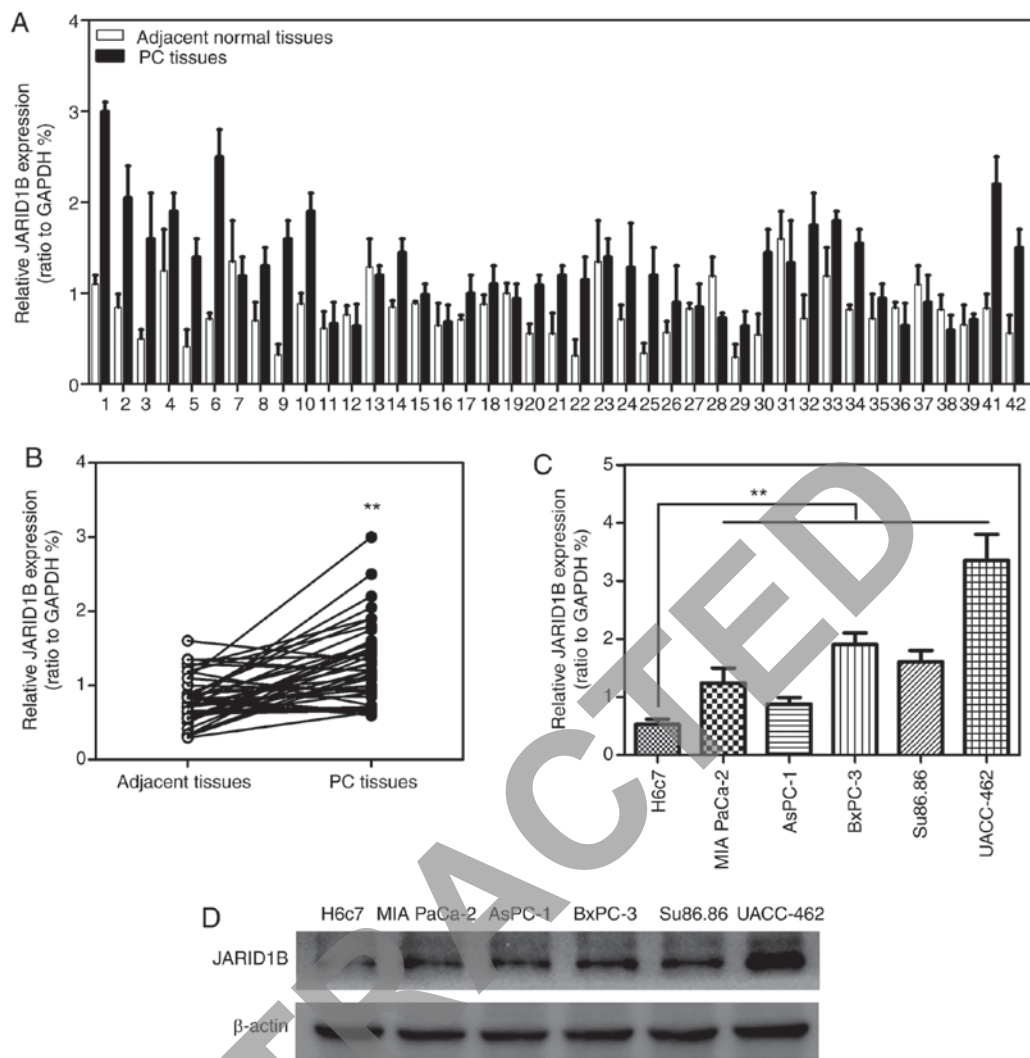 A
4
Adjacent normal tissues
PC tissues
3
2
1
0
Relative JARID1B expression
(ratio to GAPDH %)
1 2 3 4 5 6 7 8 9 10 11 12 13 14 15 16 17 18 19 20 21 22 23 24 25 26 27 28 29 30 31 32 33 34 35 36 37 38 39 41 42
B
4
3
2
1
0
Relative JARID1B expression
(ratio to GAPDH %)
**
Adjacent tissues PC tissues
C
5
4
3
2
1
0
Relative JARID1B expression
(ratio to GAPDH %)
**
H6c7
MIA PaCa-2
AsPC-1
BxPC-3
Su86.86
UACC-462
D
H6c7 MIA PaCa-2 AsPC-1 BxPC-3 Su86.86 UACC-462
JARID1B
β-actin
TRACTED